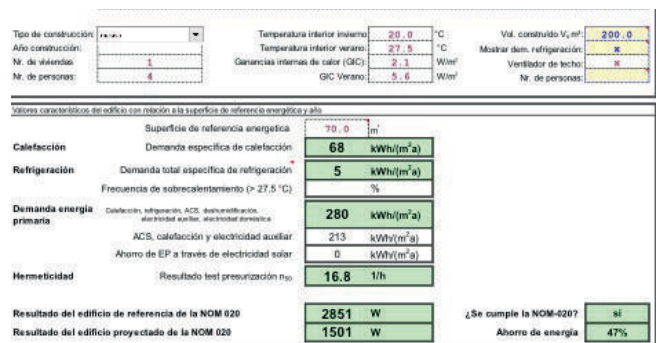 Tipo de construcción: Temperatura interior invierno: 20.0 °C Vol. construido Vₑ m³: 200.0
Año construcción: Temperatura interior verano: 27.5 °C Mostrar dem. refrigeración: x
Nr. de viviendas 1 Ganancias internas de calor (GIC): 2.1 W/m² Ventilador de techo: x
Nr. de personas: 4 GIC Verano: 5.6 W/m² Nr. de personas:
Valores característicos del edificio con relación a la superficie de referencia energética y año
Superficie de referencia energetica 70.0 m²
Calefacción Demanda específica de calefacción 68 kWh/(m²a)
Refrigeración Demanda total específica de refrigeración 5 kWh/(m²a)
Frecuencia de sobrecalentamiento (> 27.5 °C) %
Demanda energía primaria Calefacción, refrigeración, ACS, deshumidificación, electricidad auxiliar, electricidad doméstica 280 kWh/(m²a)
ACS, calefacción y electricidad auxiliar 213 kWh/(m²a)
Ahorro de EP a través de electricidad solar 0 kWh/(m²a)
Hermeticidad Resultado test presurización n₅₀ 16.8 1/h
Resultado del edificio de referencia de la NOM 020 2851 W ¿Se cumple la NOM-020? sí
Resultado del edificio proyectado de la NOM 020 1501 W Ahorro de energía 47%